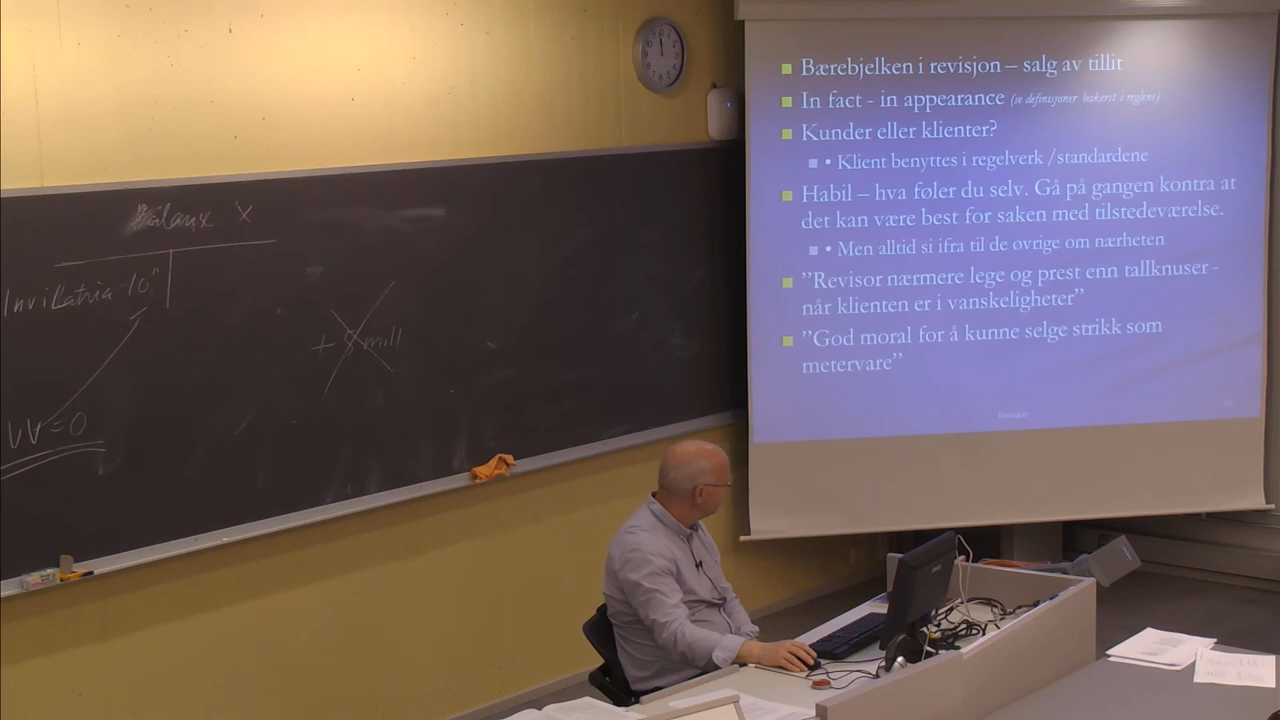 Balanse X
Invillatria -10"
+ 8 mill
VV = 0
Bærebjelken i revisjon – salg av tillit
In fact - in appearance (se definisjoner bakerst i reglene)
Kunder eller klienter?
• Klient benyttes i regelverk /standardene
Habil – hva føler du selv. Gå på gangen kontra at
det kan være best for saken med tilstedeværelse.
• Men alltid si ifra til de øvrige om nærheten
”Revisor nærmere lege og prest enn tallknuser -
når klienten er i vanskeligheter”
”God moral for å kunne selge strikk som
metervare”
Revisjon